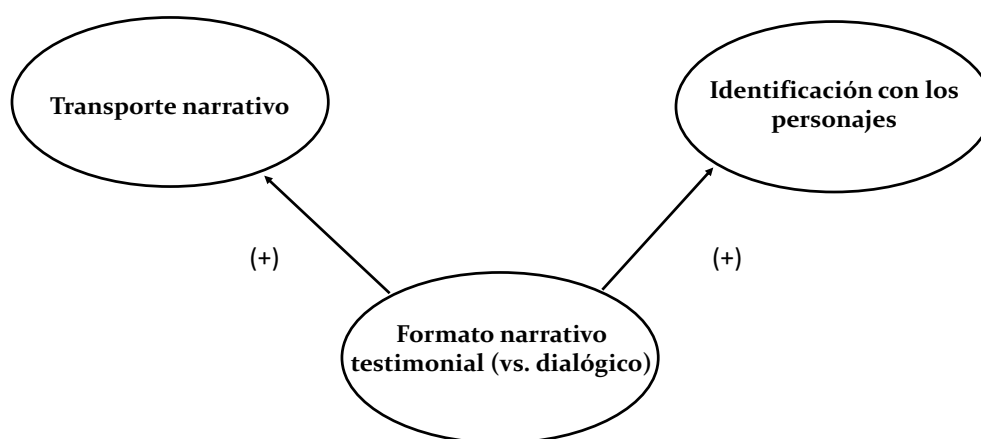 Transporte narrativo
Identificación con los
personajes
(+)
(+)
Formato narrativo
testimonial (vs. dialógico)